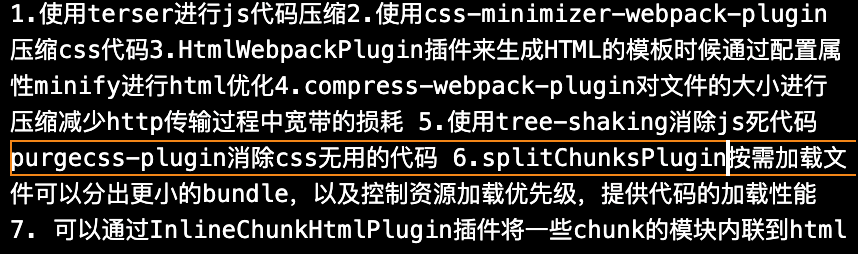 1.使用terser进行js代码压缩2.使用css-minimizer-webpack-plugin
压缩css代码3.HtmlWebpackPlugin插件来生成HTML的模板时候通过配置属
性minify进行html优化4.compress-webpack-plugin对文件的大小进行
压缩减少http传输过程中宽带的损耗 5.使用tree-shaking消除js死代码
purgecss-plugin消除css无用的代码 6.splitChunksPlugin按需加载文
件可以分出更小的bundle，以及控制资源加载优先级，提供代码的加载性能
7. 可以通过InlineChunkHtmlPlugin插件将一些chunk的模块内联到html